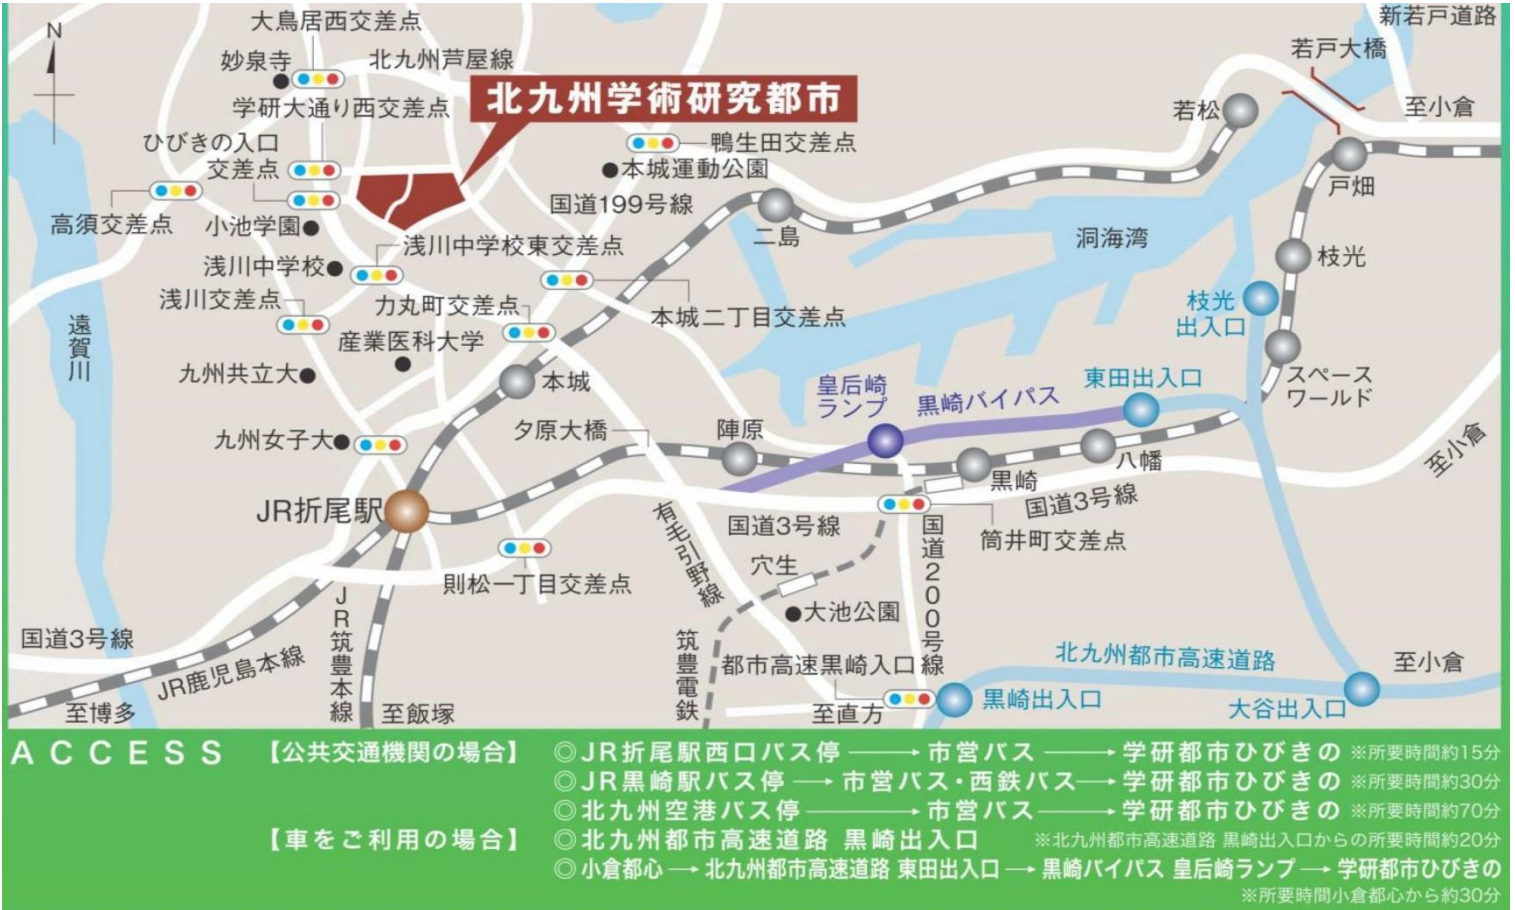 大鳥居西交差点
新若戸道路
N
妙泉寺
北九州芦屋線
若戸大橋
北九州学術研究都市
学研大通り西交差点
若松
至小倉
ひびきの入口
交差点
鴨生田交差点
本城運動公園
戸畑
高須交差点
小池学園
国道199号線
二島
洞海湾
浅川中学校東交差点
浅川中学校
枝光
浅川交差点
力丸町交差点
本城二丁目交差点
枝光
出入口
遠賀川
産業医科大学
九州共立大
本城
皇后崎
ランプ
黒崎バイパス
東田出入口
スペース
ワールド
九州女子大
夕原大橋
陣原
八幡
至小倉
黒崎
JR折尾駅
国道3号線
国道3号線
有毛引野線
国道200号線
筒井町交差点
則松一丁目交差点
穴生
大池公園
国道3号線
JR鹿児島本線
JR筑豊本線
筑豊電鉄
都市高速黒崎入口
北九州都市高速道路
至小倉
至博多
至飯塚
至直方
黒崎出入口
大谷出入口
ACCESS 【公共交通機関の場合】 ◎JR折尾駅西口バス停→市営バス→学研都市ひびきの ※所要時間約15分
◎JR黒崎駅バス停→市営バス・西鉄バス→学研都市ひびきの ※所要時間約30分
◎北九州空港バス停→市営バス→学研都市ひびきの ※所要時間約70分
【車をご利用の場合】 ◎北九州都市高速道路 黒崎出入口 ※北九州都市高速道路 黒崎出入口からの所要時間約20分
◎小倉都心→北九州都市高速道路 東田出入口→黒崎バイパス 皇后崎ランプ→学研都市ひびきの
※所要時間小倉都心から約30分